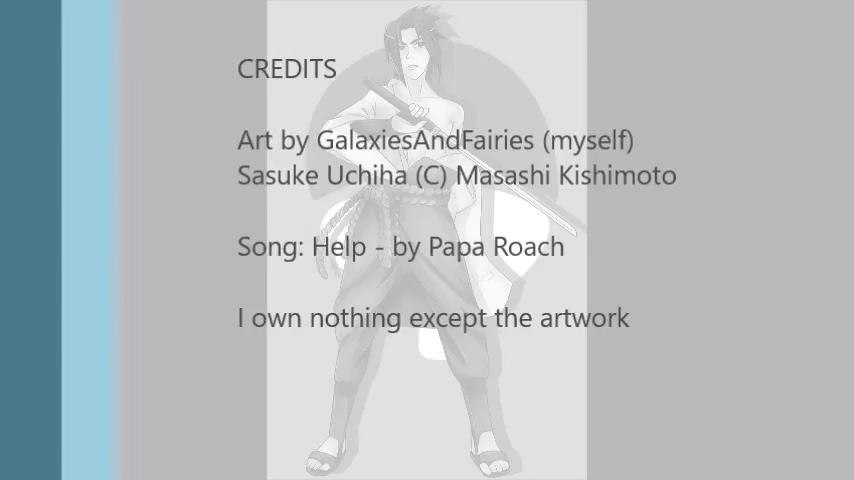 CREDITS
Art by GalaxiesAndFairies (myself)
Sasuke Uchiha (C) Masashi Kishimoto
Song: Help - by Papa Roach
I own nothing except the artwork